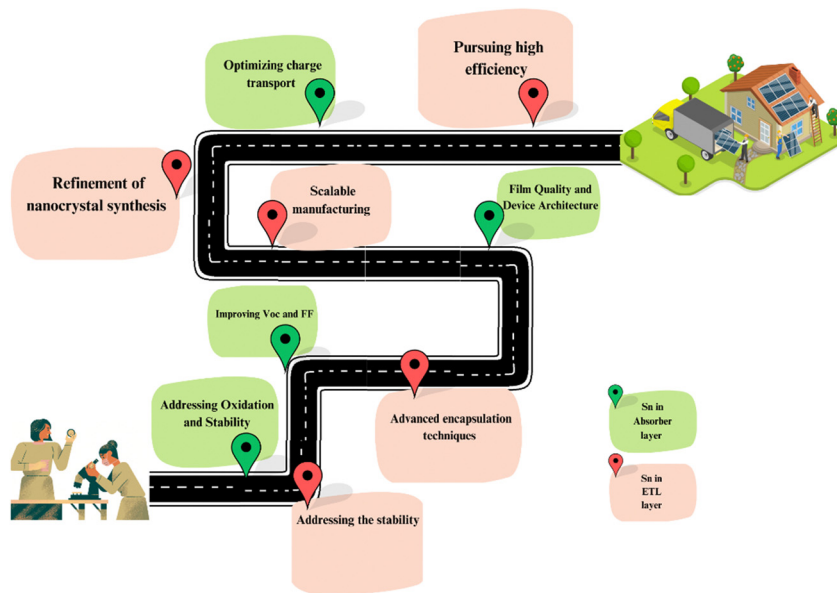 Optimizing charge
transport
Pursuing high
efficiency
Refinement of
nanocrystal synthesis
Scalable
manufacturing
Film Quality and
Device Architecture
Improving Voc and FF
Addressing Oxidation
and Stability
Advanced encapsulation
techniques
Addressing the stability
Sn in
Absorber
layer
Sn in
ETL
layer